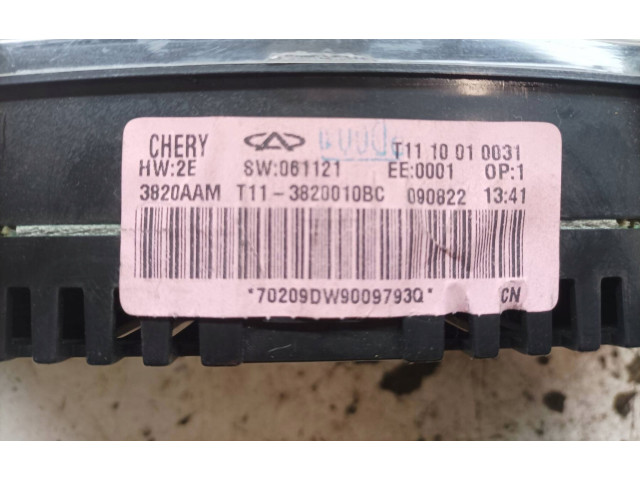 CHERY T11 10 01 0031
HW:2E SW:061121 EE:0001 OP:1
3820AAM T11-3820010BC 090822 13:41
*70209DW9009793Q*
CN